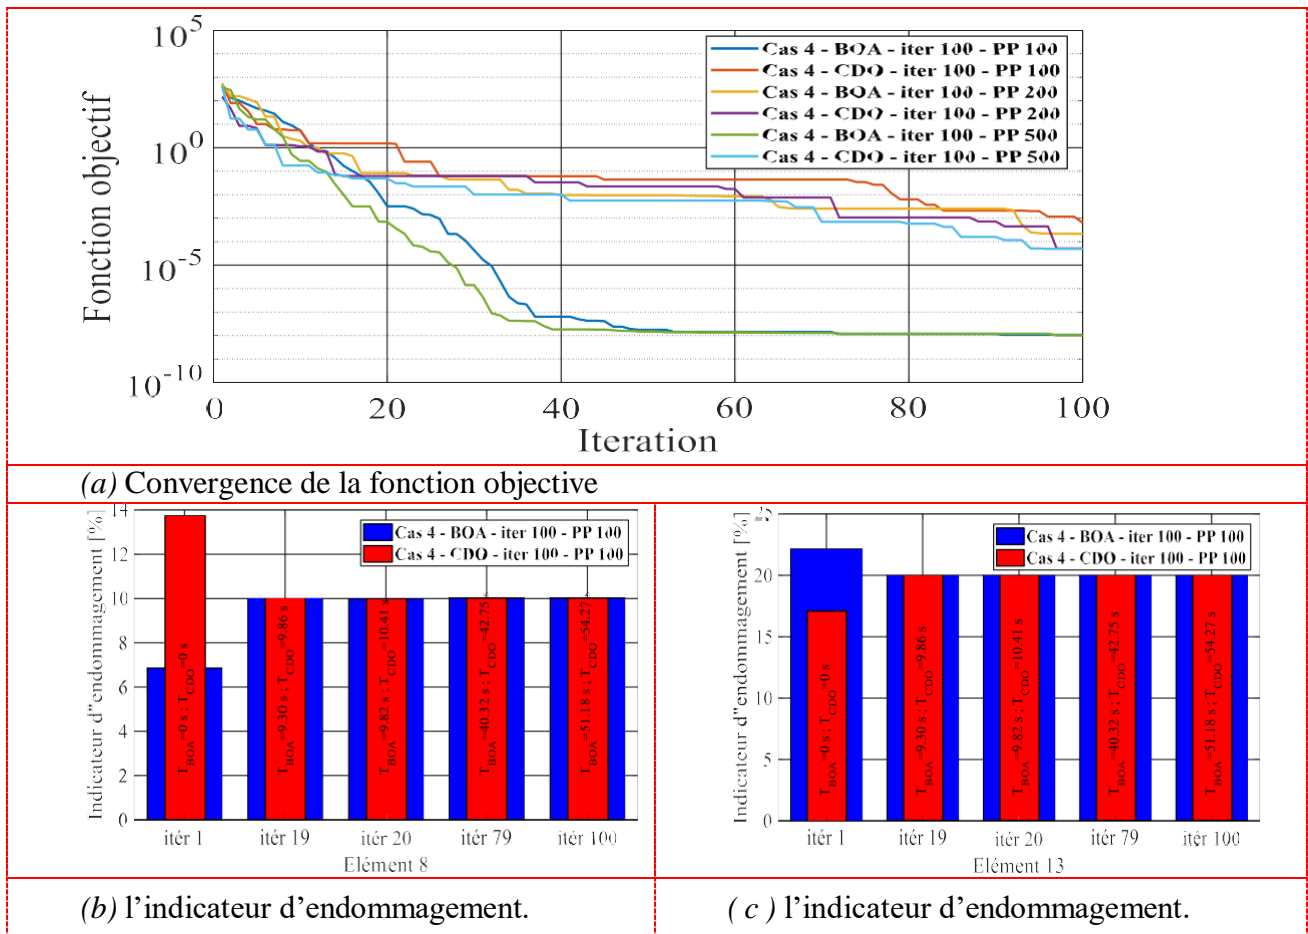 10^5
10^0
10^-5
10^-10
Fonction objectif
Cas 4 - BOA - iter 100 - PP 100
Cas 4 - CDO - iter 100 - PP 100
Cas 4 - BOA - iter 100 - PP 200
Cas 4 - CDO - iter 100 - PP 200
Cas 4 - BOA - iter 100 - PP 500
Cas 4 - CDO - iter 100 - PP 500
0 20 40 60 80 100
Iteration
(a) Convergence de la fonction objective
14
12
10
8
6
4
2
0
Indicateur d"endommagement [%]
Cas 4 - BOA - iter 100 - PP 100
Cas 4 - CDO - iter 100 - PP 100
T_BOA=0 s ; T_CDO=0 s
T_BOA=9.30 s ; T_CDO=9.86 s
T_BOA=9.82 s ; T_CDO=10.41 s
T_BOA=40.32 s ; T_CDO=42.75 s
T_BOA=51.18 s ; T_CDO=54.27 s
itér 1 itér 19 itér 20 itér 79 itér 100
Elément 8
25
20
15
10
5
0
Indicateur d"endommagement [%]
Cas 4 - BOA - iter 100 - PP 100
Cas 4 - CDO - iter 100 - PP 100
T_BOA=0 s ; T_CDO=0 s
T_BOA=9.30 s ; T_CDO=9.86 s
T_BOA=9.82 s ; T_CDO=10.41 s
T_BOA=40.32 s ; T_CDO=42.75 s
T_BOA=51.18 s ; T_CDO=54.27 s
itér 1 itér 19 itér 20 itér 79 itér 100
Elément 13
(b) l’indicateur d’endommagement.
( c ) l’indicateur d’endommagement.